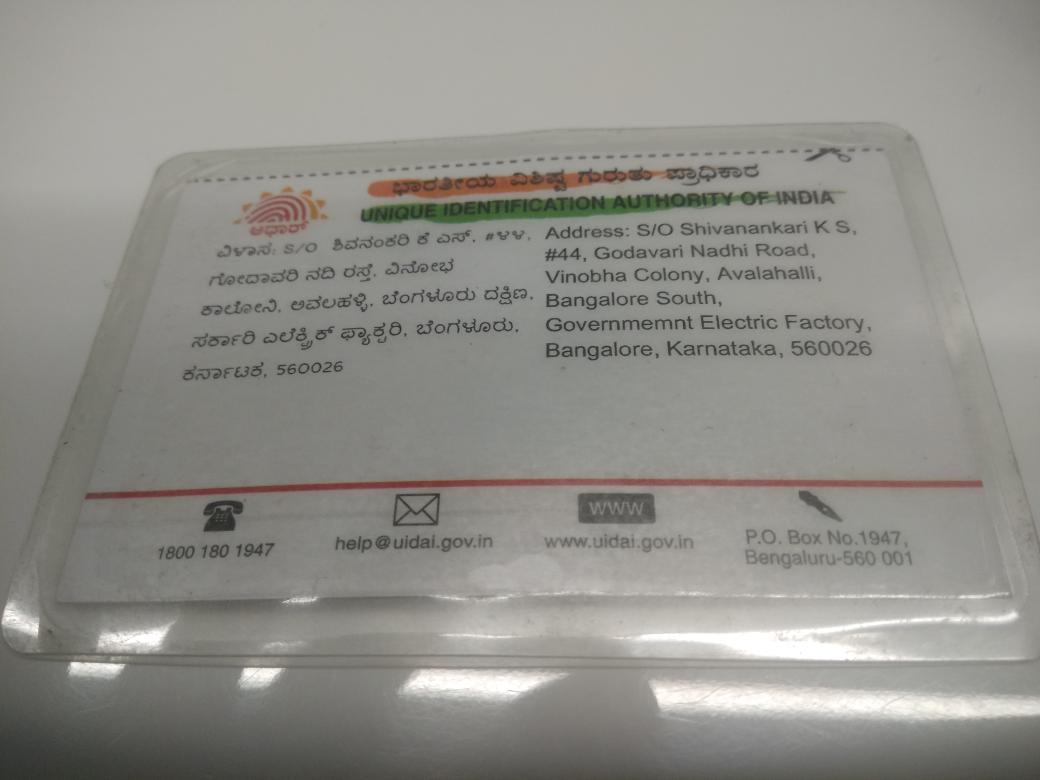 ಭಾರತೀಯ ವಿಶಿಷ್ಟ ಗುರುತು ಪ್ರಾಧಿಕಾರ
UNIQUE IDENTIFICATION AUTHORITY OF INDIA
ಆಧಾರ್
ವಿಳಾಸ: S/O ಶಿವನಂಕರಿ ಕೆ ಎಸ್, #೪೪,
ಗೋದಾವರಿ ನದಿ ರಸ್ತೆ, ವಿನೋಭ
ಕಾಲೋನಿ, ಅವಲಹಳ್ಳಿ, ಬೆಂಗಳೂರು ದಕ್ಷಿಣ,
ಸರ್ಕಾರಿ ಎಲೆಕ್ಟ್ರಿಕ್ ಫ್ಯಾಕ್ಟರಿ, ಬೆಂಗಳೂರು,
ಕರ್ನಾಟಕ, 560026
Address: S/O Shivanankari K S,
#44, Godavari Nadhi Road,
Vinobha Colony, Avalahalli,
Bangalore South,
Governmemnt Electric Factory,
Bangalore, Karnataka, 560026
1800 180 1947
help@uidai.gov.in
WWW
www.uidai.gov.in
P.O. Box No.1947,
Bengaluru-560 001